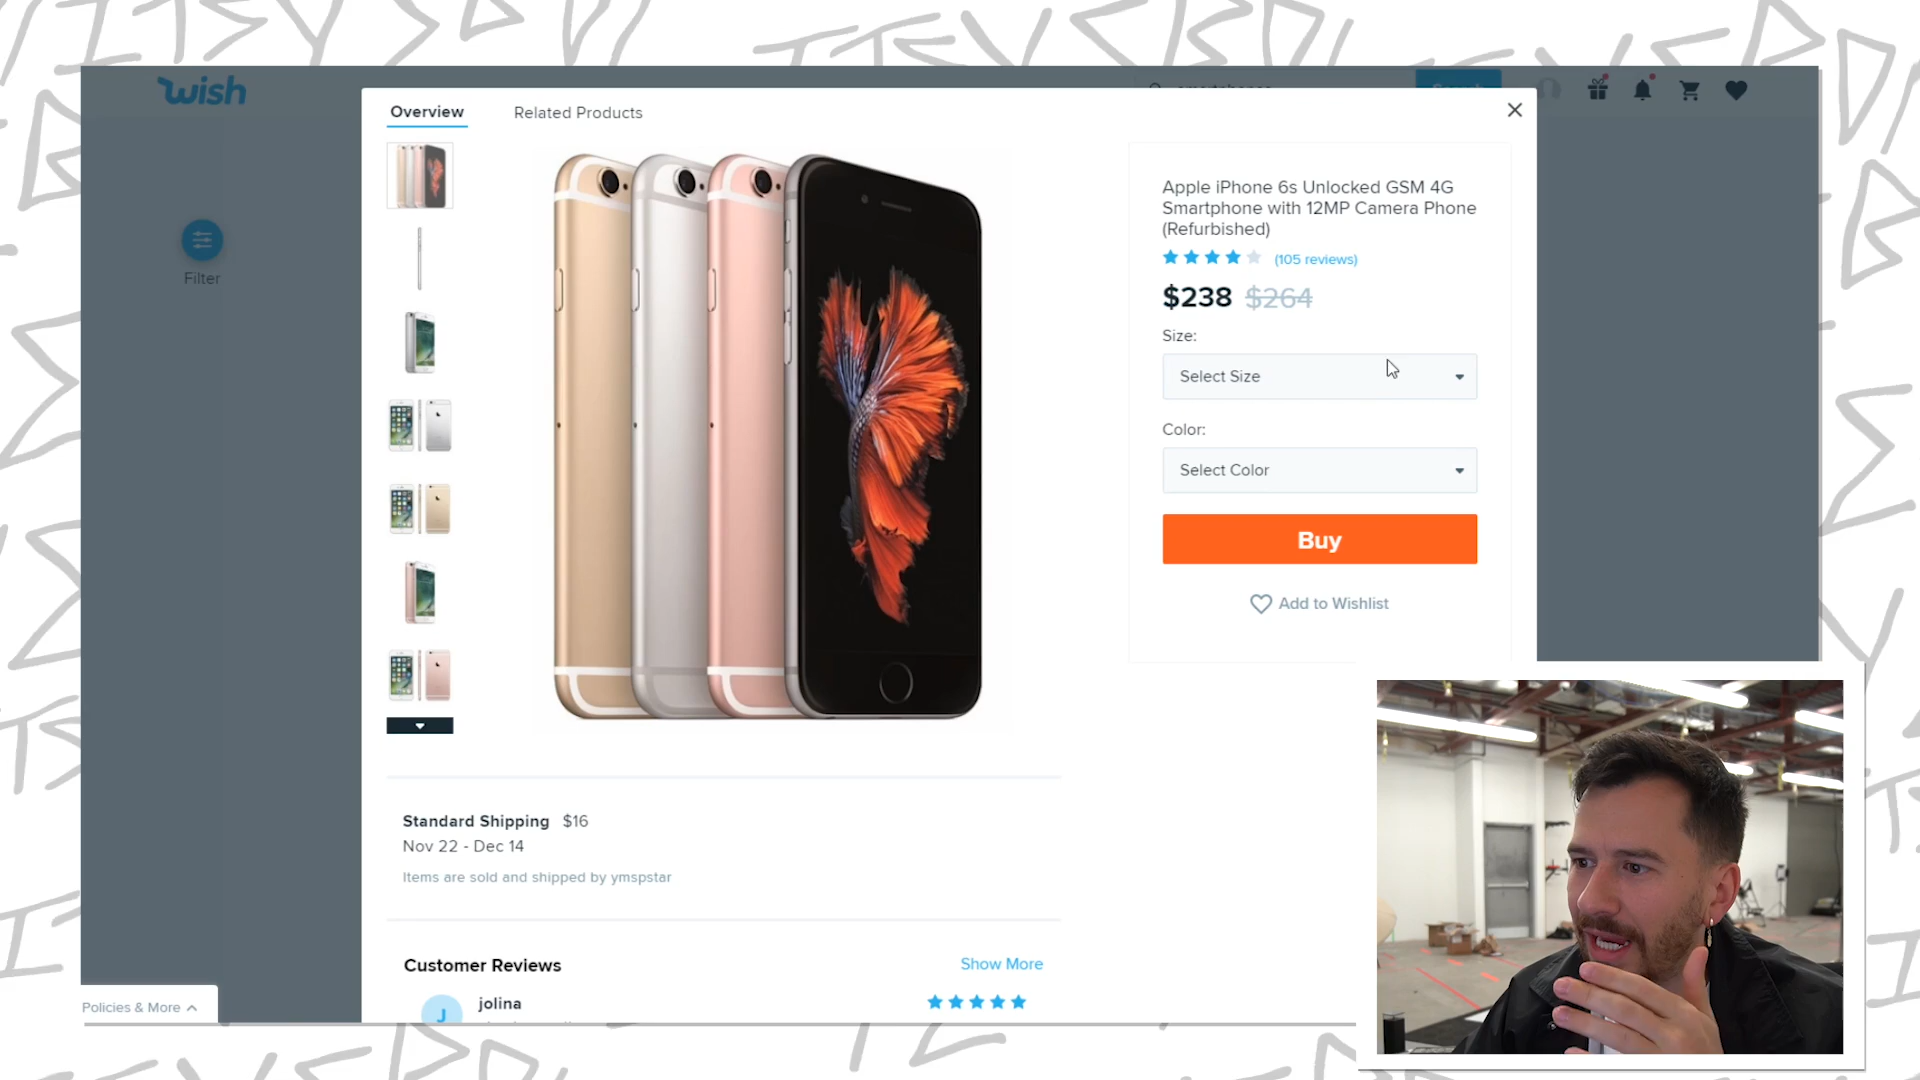 wish
Overview
Related Products
Filter
Apple iPhone 6s Unlocked GSM 4G
Smartphone with 12MP Camera Phone
(Refurbished)
(105 reviews)
$238 $264
Size:
Select Size
Color:
Select Color
Buy
Add to Wishlist
Standard Shipping $16
Nov 22 - Dec 14
Items are sold and shipped by ymspstar
Customer Reviews
Show More
J
jolina
Policies & More